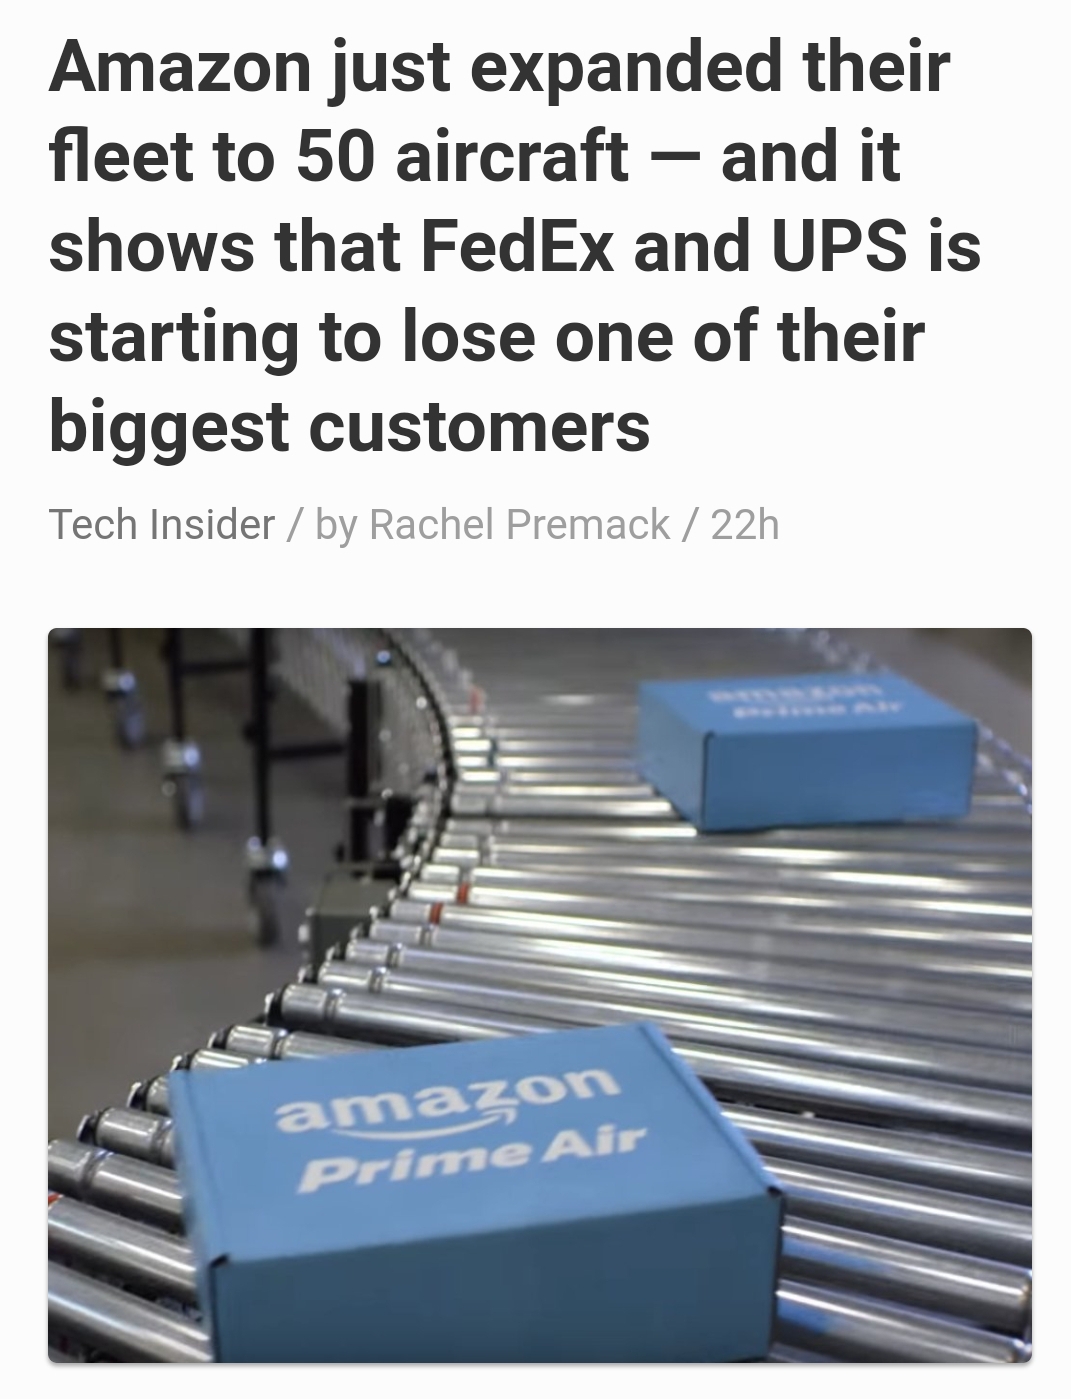 Amazon just expanded their
fleet to 50 aircraft — and it
shows that FedEx and UPS is
starting to lose one of their
biggest customers
Tech Insider / by Rachel Premack / 22h
amazon
Prime Air
amazon
Prime Air